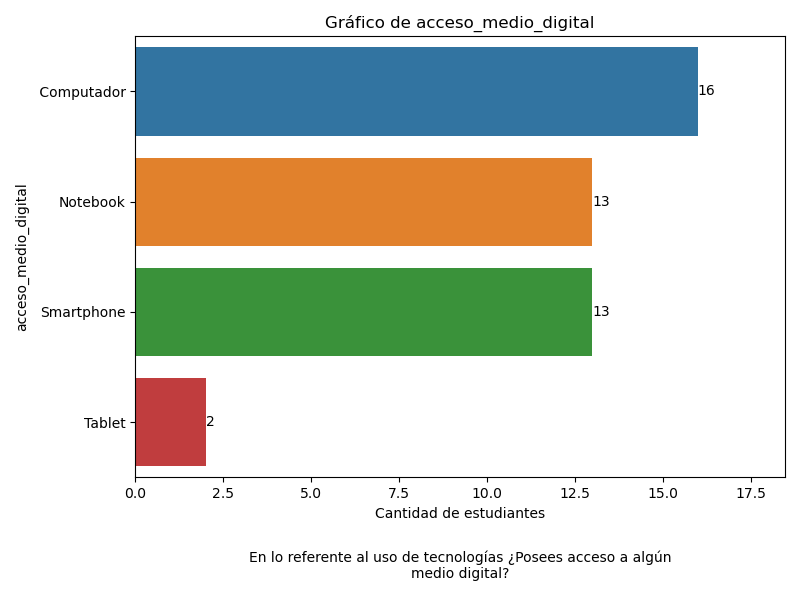 Gráfico de acceso_medio_digital
acceso_medio_digital
Computador
16
Notebook
13
Smartphone
13
Tablet
2
0.0 2.5 5.0 7.5 10.0 12.5 15.0 17.5
Cantidad de estudiantes
En lo referente al uso de tecnologías ¿Posees acceso a algún
medio digital?